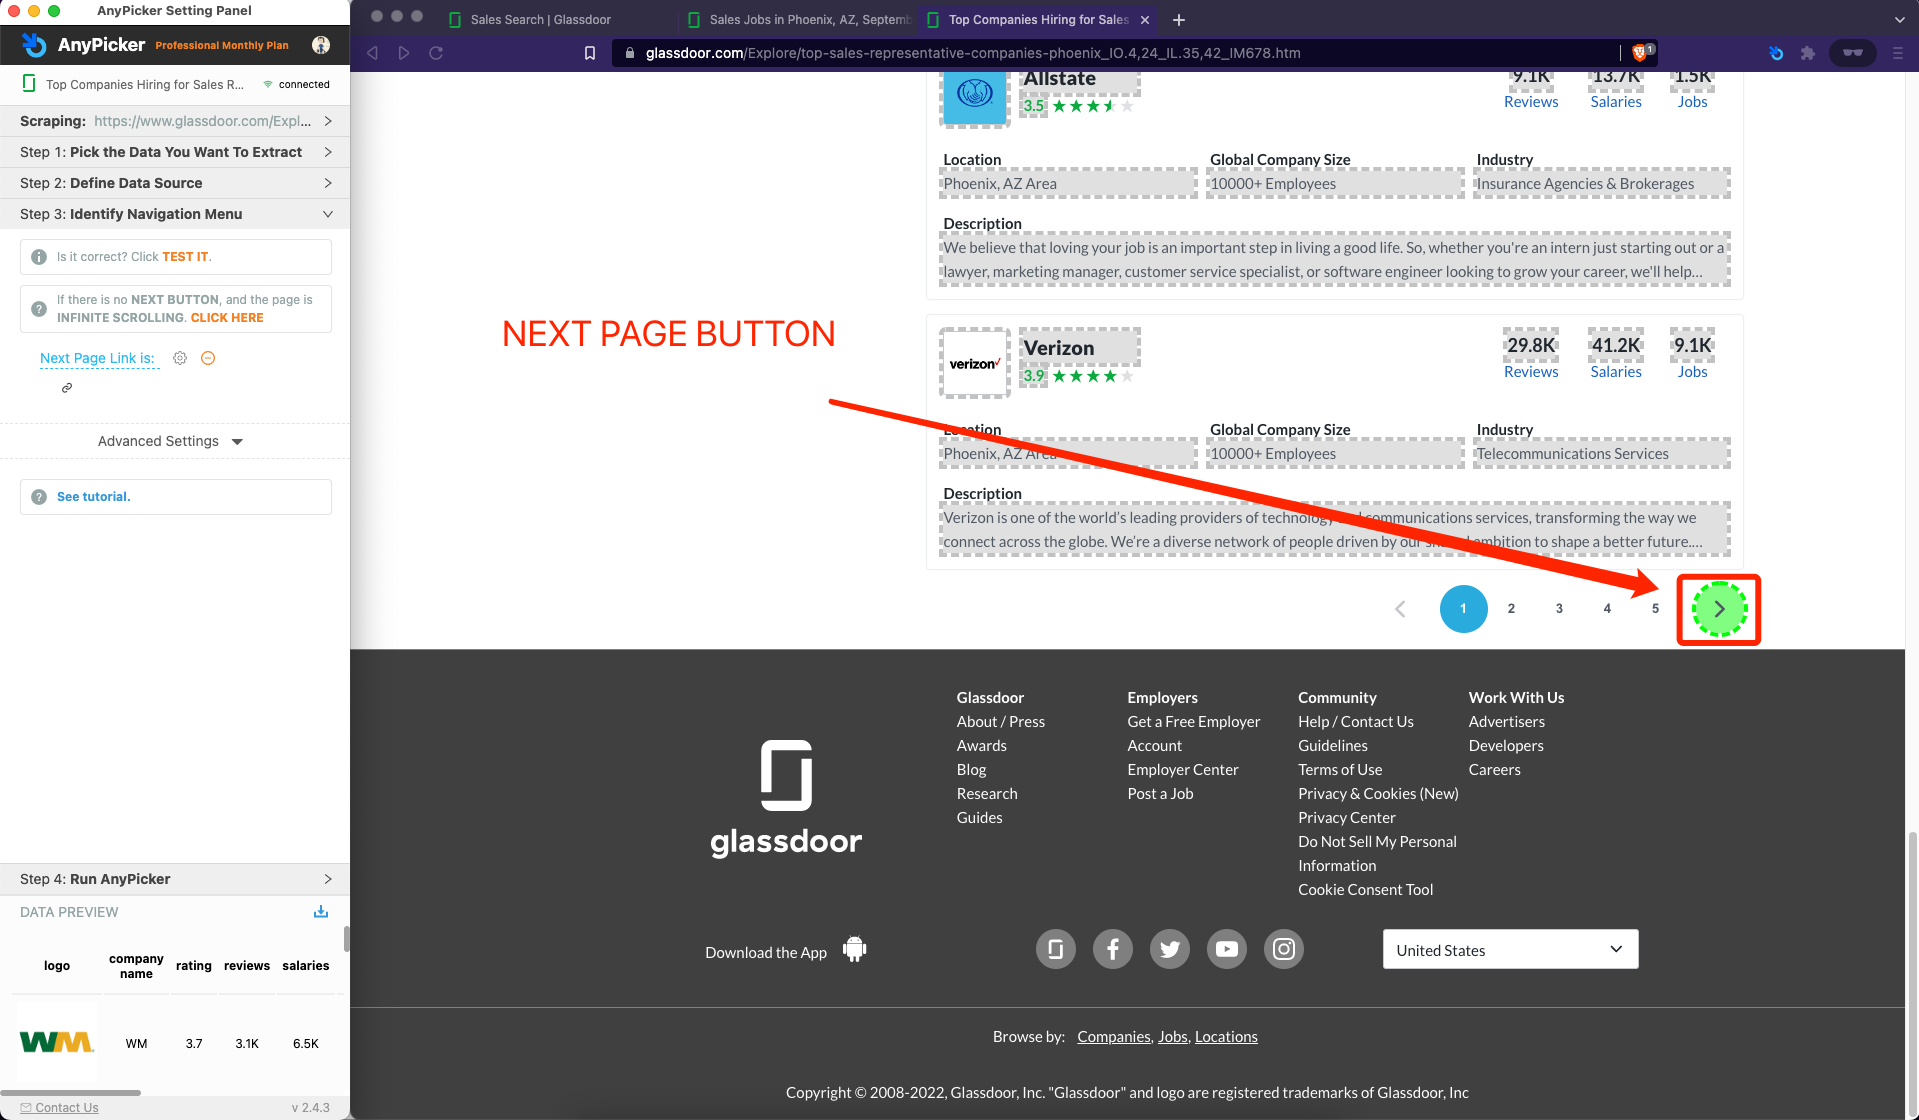 AnyPicker Setting Panel
AnyPicker Professional Monthly Plan
Top Companies Hiring for Sales R...
connected
Scraping: https://www.glassdoor.com/Expl...
Step 1: Pick the Data You Want To Extract
Step 2: Define Data Source
Step 3: Identify Navigation Menu
Is it correct? Click TEST IT.
If there is no NEXT BUTTON, and the page is
INFINITE SCROLLING. CLICK HERE
Next Page Link is:
Advanced Settings
See tutorial.
Step 4: Run AnyPicker
DATA PREVIEW
logo company name rating reviews salaries
WM WM 3.7 3.1K 6.5K
Contact Us v 2.4.3
Sales Search | Glassdoor
Sales Jobs in Phoenix, AZ, Septemb
Top Companies Hiring for Sales
glassdoor.com/Explore/top-sales-representative-companies-phoenix_IO.4,24_IL.35,42_IM678.htm
1
Allstate
3.5
9.1K 13.7K 1.5K
Reviews Salaries Jobs
Location Global Company Size Industry
Phoenix, AZ Area 10000+ Employees Insurance Agencies & Brokerages
Description
We believe that loving your job is an important step in living a good life. So, whether you're an intern just starting out or a
lawyer, marketing manager, customer service specialist, or software engineer looking to grow your career, we'll help...
NEXT PAGE BUTTON
verizon
Verizon
3.9
29.8K 41.2K 9.1K
Reviews Salaries Jobs
Location Global Company Size Industry
Phoenix, AZ Area 10000+ Employees Telecommunications Services
Description
Verizon is one of the world's leading providers of technology and communications services, transforming the way we
connect across the globe. We're a diverse network of people driven by our shared ambition to shape a better future....
1 2 3 4 5
glassdoor
Glassdoor
About / Press
Awards
Blog
Research
Guides
Employers
Get a Free Employer
Account
Employer Center
Post a Job
Community
Help / Contact Us
Guidelines
Terms of Use
Privacy & Cookies (New)
Privacy Center
Do Not Sell My Personal
Information
Cookie Consent Tool
Work With Us
Advertisers
Developers
Careers
Download the App
United States
Browse by: Companies, Jobs, Locations
Copyright © 2008-2022, Glassdoor, Inc. "Glassdoor" and logo are registered trademarks of Glassdoor, Inc